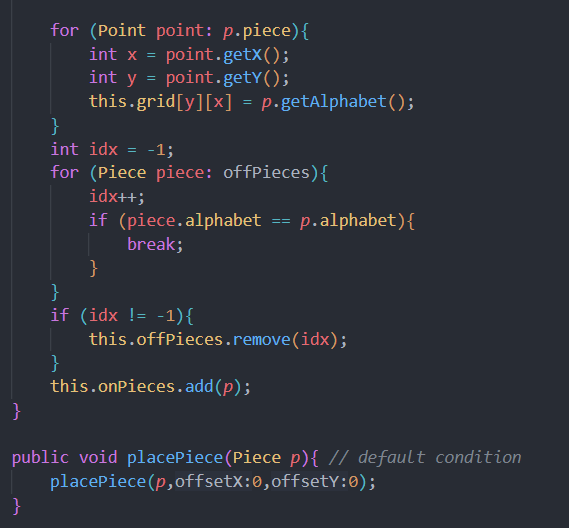 for (Point point: p.piece){
int x = point.getX();
int y = point.getY();
this.grid[y][x] = p.getAlphabet();
}
int idx = -1;
for (Piece piece: offPieces){
idx++;
if (piece.alphabet == p.alphabet){
break;
}
}
if (idx != -1){
this.offPieces.remove(idx);
}
this.onPieces.add(p);
}
public void placePiece(Piece p){ // default condition
placePiece(p,offsetX:0,offsetY:0);
}